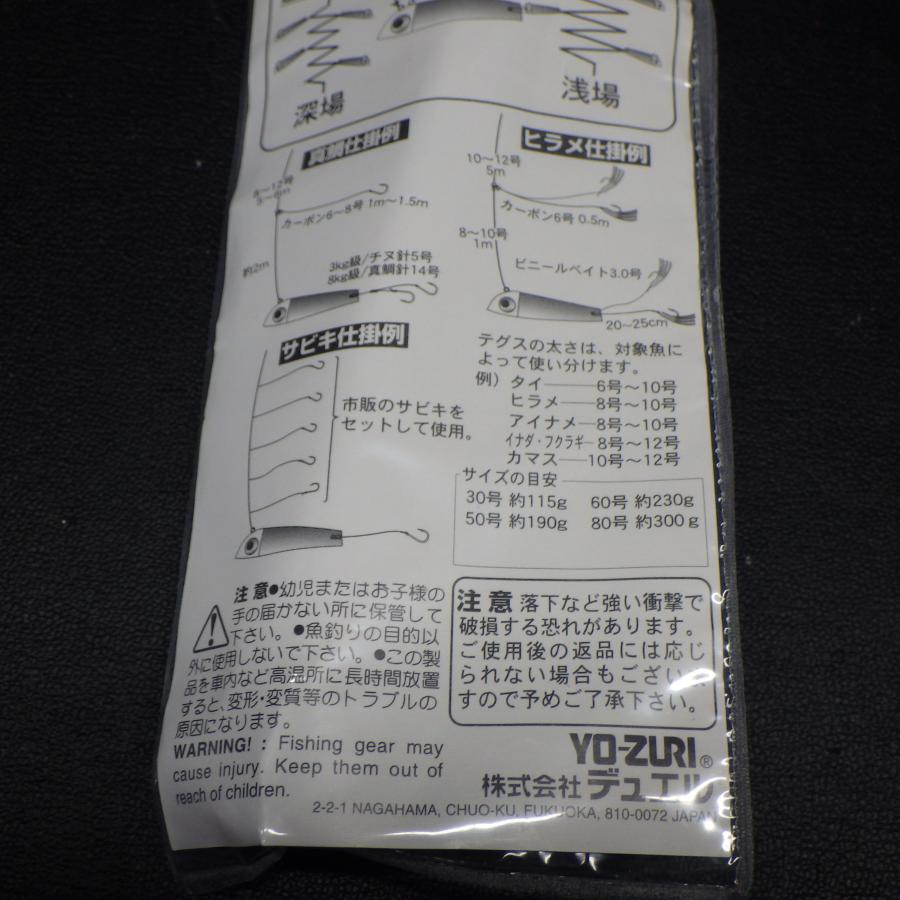 深場
浅場
真鯛仕掛例
8〜12号
5〜6m
カーボン6〜8号 1m〜1.5m
約2m
3kg級/チヌ針5号
8kg級/真鯛針14号
ヒラメ仕掛例
10〜12号
5m
カーボン6号 0.5m
8〜10号
1m
ビニールベイト3.0号
20〜25cm
サビキ仕掛例
市販のサビキを
セットして使用。
テグスの太さは、対象魚に
よって使い分けます。
例）タイ――6号〜10号
ヒラメ――8号〜10号
アイナメ―8号〜10号
イナダ・フクラギ―8号〜12号
カマス――10号〜12号
サイズの目安
30号 約115g 60号 約230g
50号 約190g 80号 約300g
注意●幼児またはお子様の
手の届かない所に保管して
下さい。●魚釣りの目的以
外に使用しないで下さい。●この製
品を車内など高温所に長時間放置
すると、変形・変質等のトラブルの
原因になります。
WARNING! : Fishing gear may
cause injury. Keep them out of
reach of children.
注意 落下など強い衝撃で
破損する恐れがあります。
ご使用後の返品には応じ
られない場合もございま
すので予めご了承下さい。
YO-ZURI®
株式会社デュエル
2-2-1 NAGAHAMA, CHUO-KU, FUKUOKA, 810-0072 JAPAN